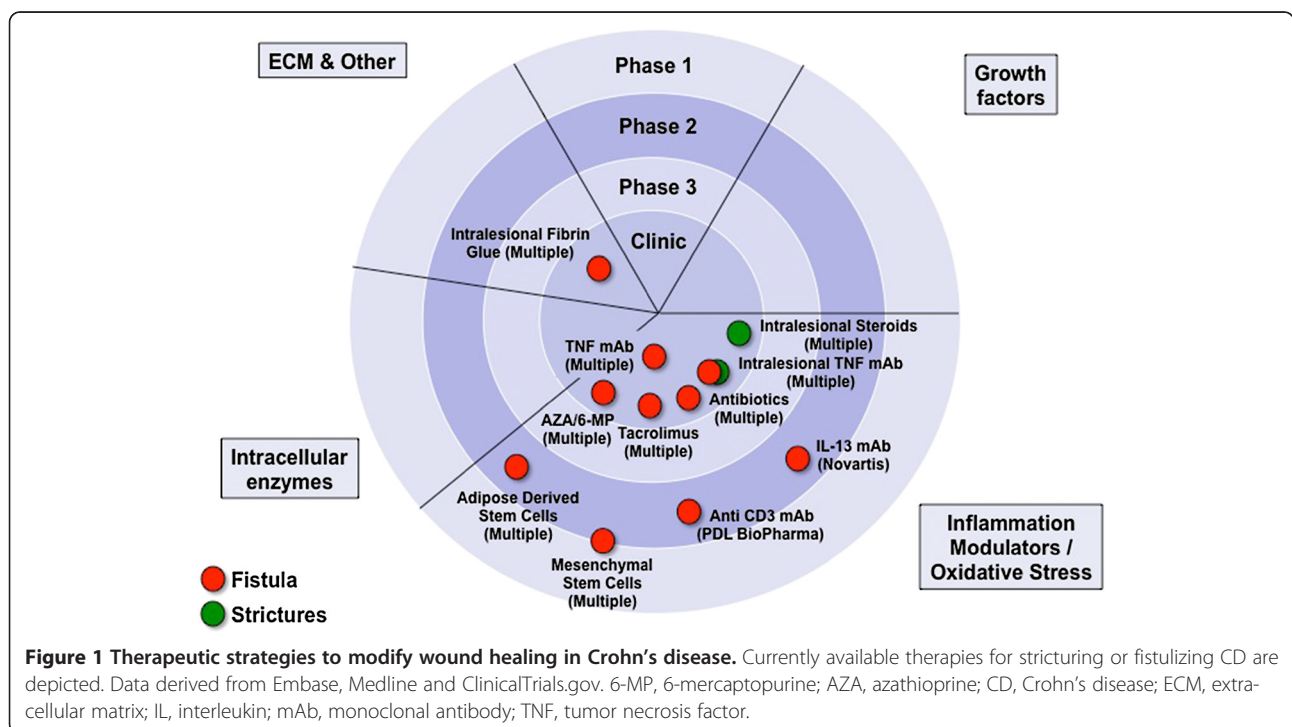 ECM & Other
Growth
factors
Phase 1
Phase 2
Phase 3
Clinic
Intralesional Fibrin
Glue (Multiple)
Intralesional Steroids
(Multiple)
TNF mAb
(Multiple)
Intralesional TNF mAb
(Multiple)
Antibiotics
(Multiple)
AZA/6-MP
(Multiple)
Tacrolimus
(Multiple)
IL-13 mAb
(Novartis)
Intracellular
enzymes
Adipose Derived
Stem Cells
(Multiple)
Anti CD3 mAb
(PDL BioPharma)
Mesenchymal
Stem Cells
(Multiple)
Inflammation
Modulators /
Oxidative Stress
Fistula
Strictures
Figure 1 Therapeutic strategies to modify wound healing in Crohn's disease. Currently available therapies for stricturing or fistulizing CD are
depicted. Data derived from Embase, Medline and ClinicalTrials.gov. 6-MP, 6-mercaptopurine; AZA, azathioprine; CD, Crohn's disease; ECM, extra-
cellular matrix; IL, interleukin; mAb, monoclonal antibody; TNF, tumor necrosis factor.